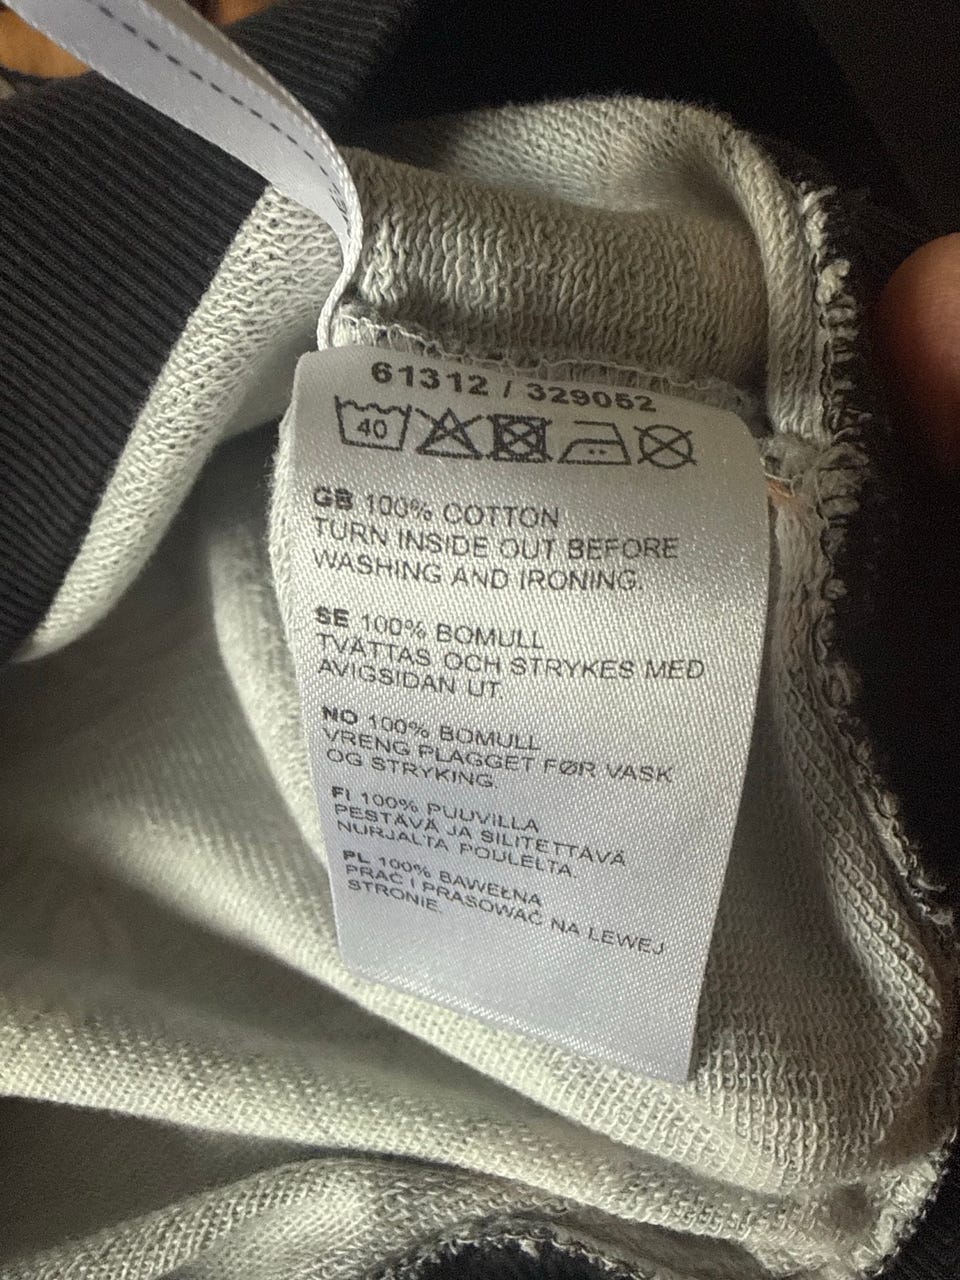 61312 / 329052
40
GB 100% COTTON
TURN INSIDE OUT BEFORE
WASHING AND IRONING.
SE 100% BOMULL
TVÄTTAS OCH STRYKES MED
AVIGSIDAN UT
NO 100% BOMULL
VRENG PLAGGET FØR VASK
OG STRYKING.
FI 100% PUUVILLA
PESTÄVÄ JA SILITETTÄVÄ
NURJALTA POULELTA.
PL 100% BAWEŁNA
PRAĆ I PRASOWAĆ NA LEWEJ
STRONIE.